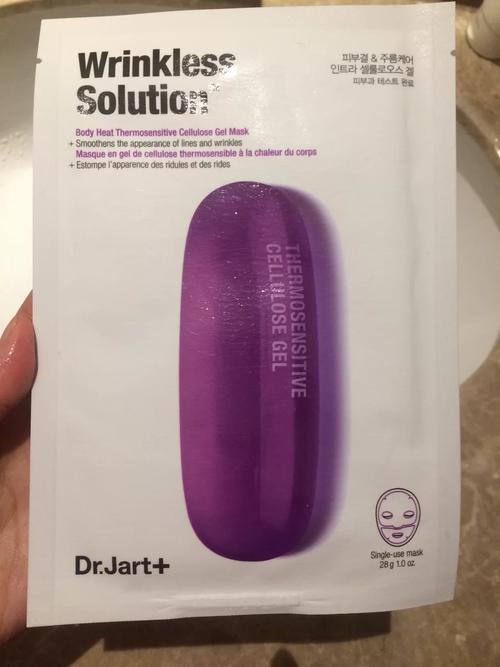 Wrinkless
Solution™
피부결 & 주름케어
인트라 셀룰로오스 겔
피부과 테스트 완료
Body Heat Thermosensitive Cellulose Gel Mask
+ Smoothens the appearance of lines and wrinkles
Masque en gel de cellulose thermosensible à la chaleur du corps
+ Estompe l'apparence des ridules et des rides
THERMOSENSITIVE
CELLULOSE GEL
Dr.Jart+
Single-use mask
28 g 1.0 oz.